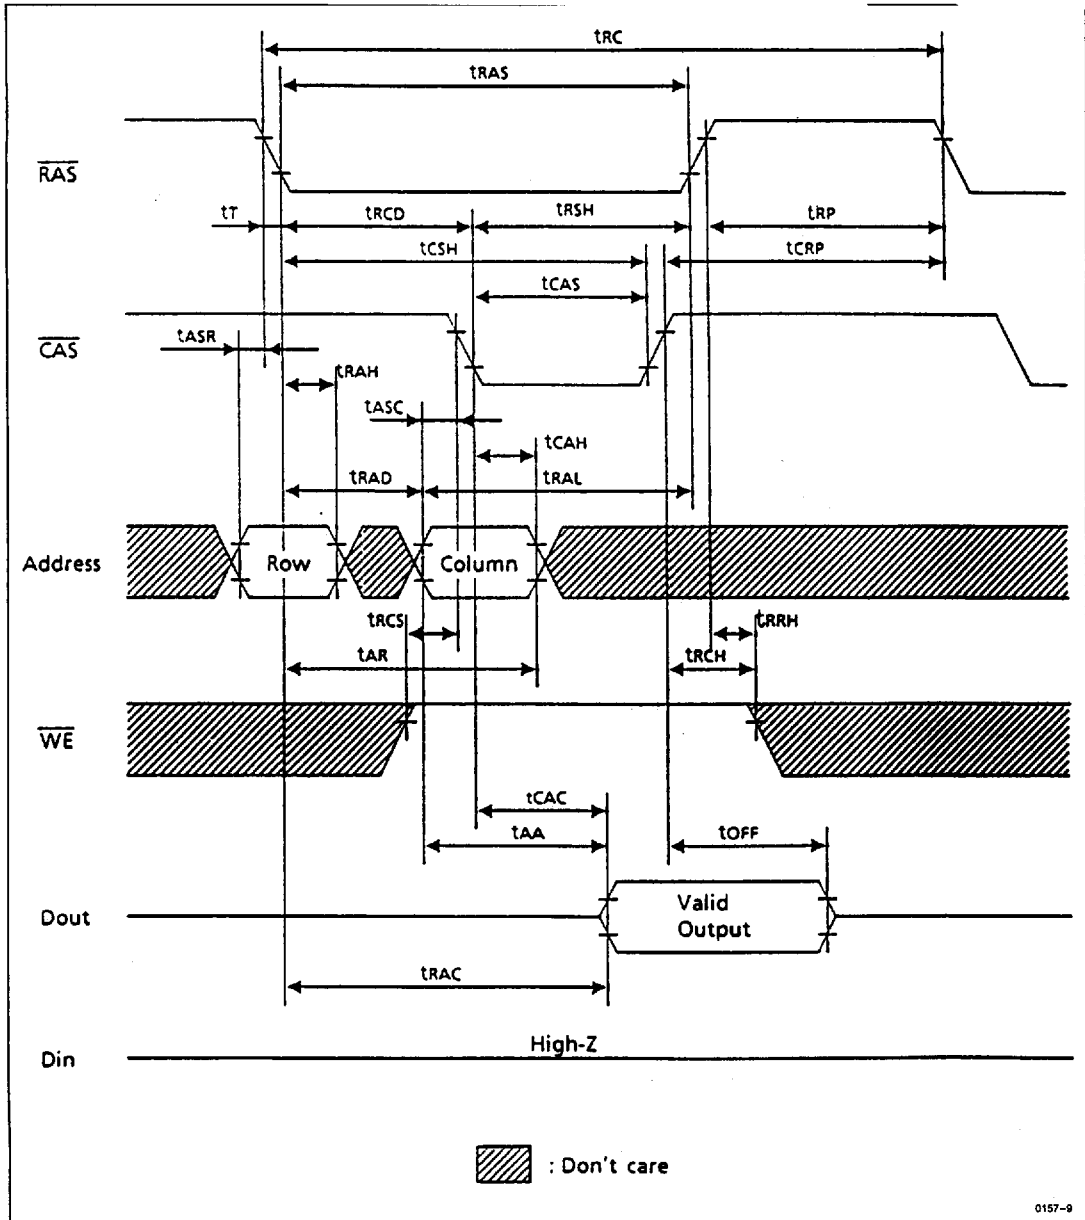 tRC
tRAS
RAS
tT
tRCD
tRSH
tRP
tCSH
tCRP
tCAS
CAS
tASR
tRAH
tASC
tCAH
tRAD
tRAL
Address
Row
Column
tRCS
tRRH
tAR
tRCH
WE
tCAC
tAA
tOFF
Dout
Valid
Output
tRAC
High-Z
Din
: Don't care
0157-9